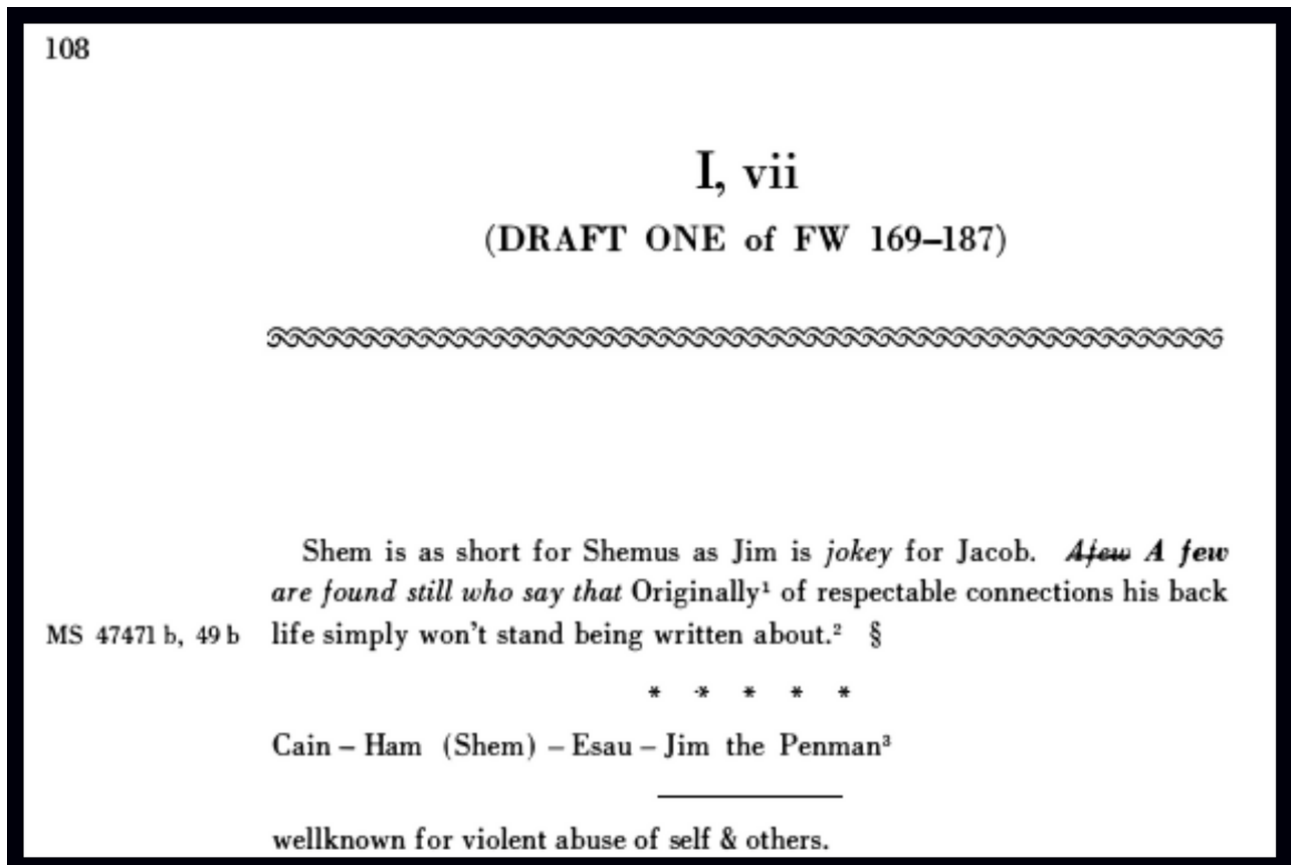 108
I, vii
(DRAFT ONE of FW 169–187)
Shem is as short for Shemus as Jim is jokey for Jacob. Afew A few
are found still who say that Originally¹ of respectable connections his back
MS 47471 b, 49 b life simply won't stand being written about.² §
* * * * *
Cain – Ham (Shem) – Esau – Jim the Penman³
wellknown for violent abuse of self & others.